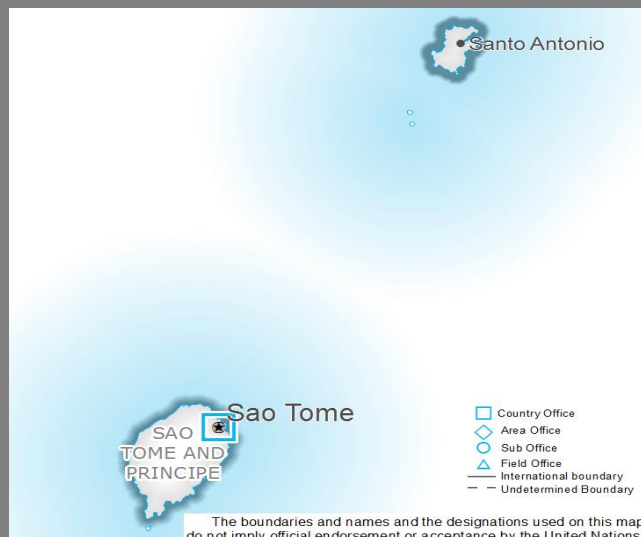 Santo Antonio
Sao Tome
SAO
TOME AND
PRINCIPE
Country Office
Area Office
Sub Office
Field Office
International boundary
Undetermined Boundary
The boundaries and names and the designations used on this map
do not imply official endorsement or acceptance by the United Nations.